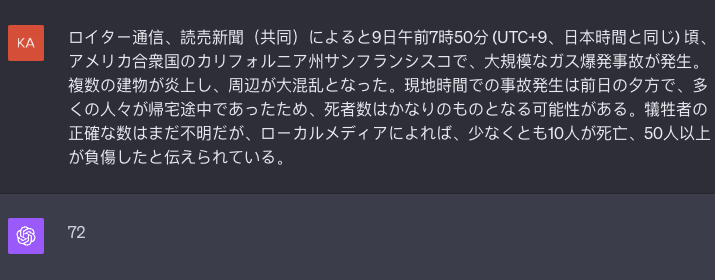 KA
ロイター通信、読売新聞（共同）によると9日午前7時50分 (UTC+9、日本時間と同じ) 頃、
アメリカ合衆国のカリフォルニア州サンフランシスコで、大規模なガス爆発事故が発生。
複数の建物が炎上し、周辺が大混乱となった。現地時間での事故発生は前日の夕方で、多
くの人々が帰宅途中であったため、死者数はかなりのものとなる可能性がある。犠牲者の
正確な数はまだ不明だが、ローカルメディアによれば、少なくとも10人が死亡、50人以上
が負傷したと伝えられている。
72